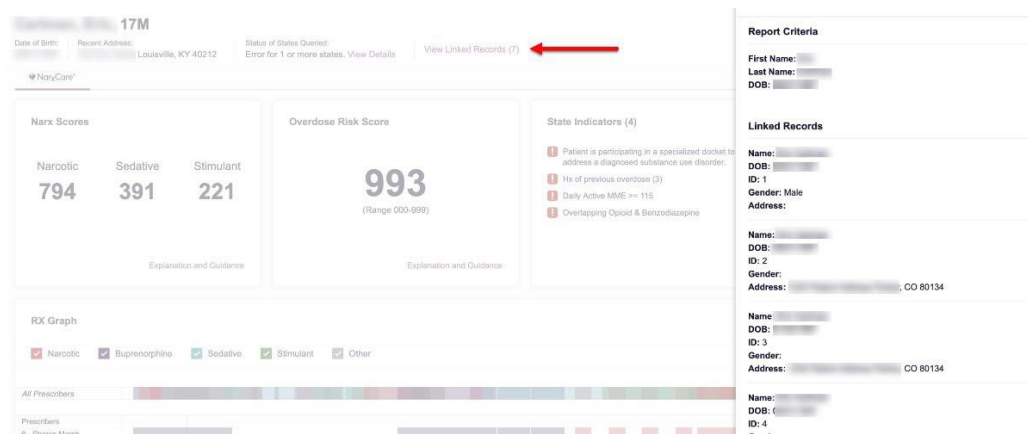 17M
Date of Birth:
Recent Address:
Louisville, KY 40212
Status of States Queried:
Error for 1 or more states. View Details
View Linked Records (7)
NarxCare®
Narx Scores
Narcotic
794
Sedative
391
Stimulant
221
Explanation and Guidance
Overdose Risk Score
993
(Range 000-999)
Explanation and Guidance
State Indicators (4)
Patient is participating in a specialized docket to
address a diagnosed substance use disorder.
Hx of previous overdose (3)
Daily Active MME >= 115
Overlapping Opioid & Benzodiazepine
RX Graph
Narcotic
Buprenorphine
Sedative
Stimulant
Other
All Prescribers
Prescribers
Report Criteria
First Name:
Last Name:
DOB:
Linked Records
Name:
DOB:
ID: 1
Gender: Male
Address:
Name:
DOB:
ID: 2
Gender:
Address: , CO 80134
Name
DOB:
ID: 3
Gender:
Address: CO 80134
Name:
DOB:
ID: 4